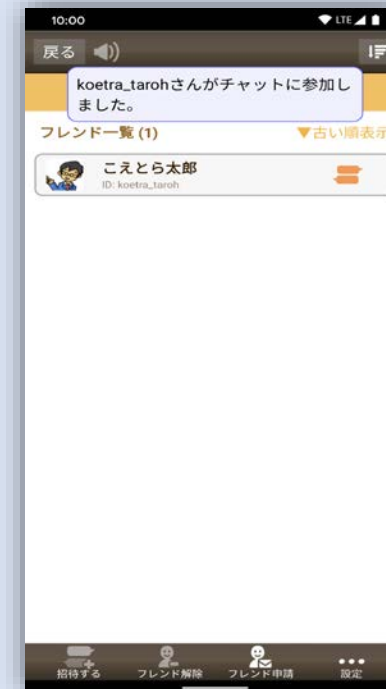 10:00
LTE
戻る
koetra_tarohさんがチャットに参加し
ました。
フレンド一覧 (1)
▼古い順表示
こえとら太郎
ID: koetra_taroh
招待する
フレンド解除
フレンド申請
設定